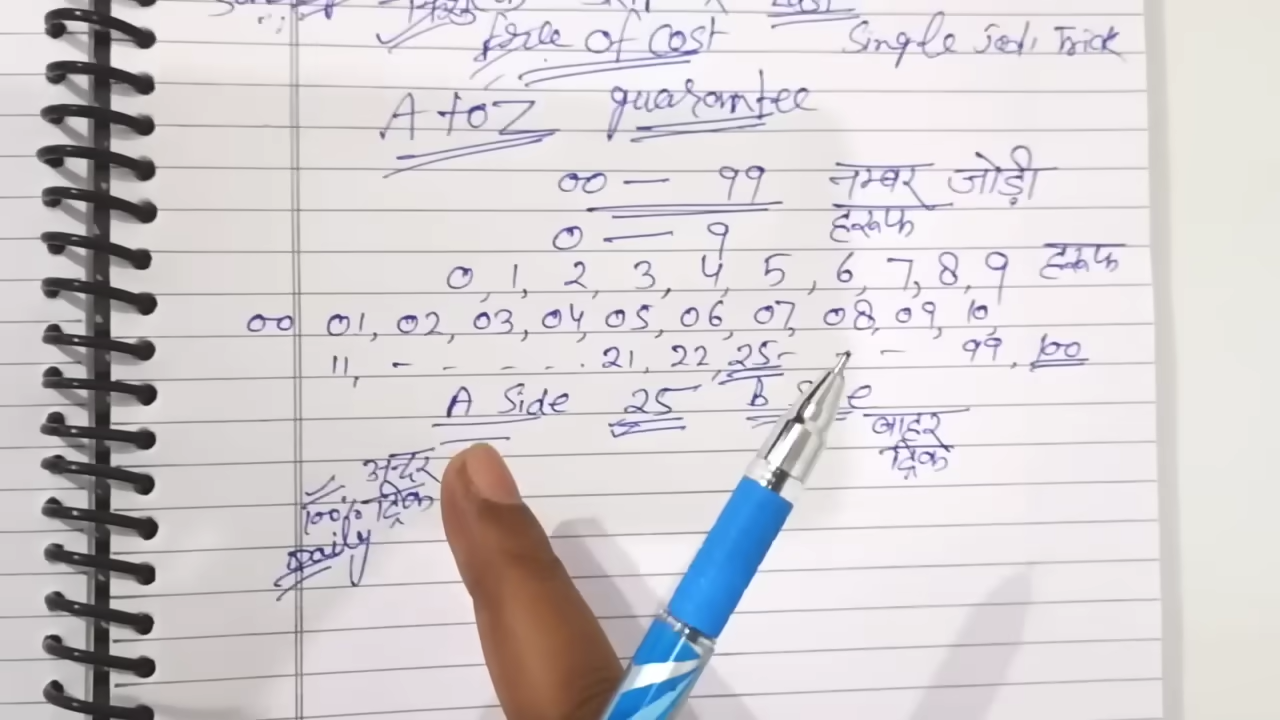 free of Cost Single Jodi Trick
A to Z guarantee
00 — 99 नम्बर जोड़ी
0 — 9 हरूफ
0, 1, 2, 3, 4, 5, 6, 7, 8, 9 हरूफ
00 01, 02, 03, 04, 05, 06, 07, 08, 09, 10,
11, - - - - . 21, 22, 25- - - 99, 100
A Side 25 B
अन्दर बाहर
ट्रिक ट्रिक
100%
Daily